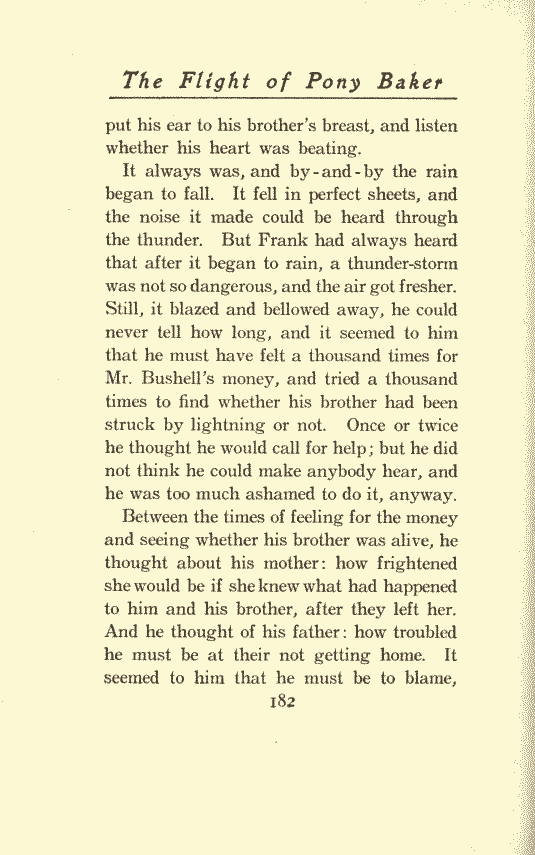 The Flight of Pony Baker
put his ear to his brother's breast, and listen
whether his heart was beating.
It always was, and by-and-by the rain
began to fall. It fell in perfect sheets, and
the noise it made could be heard through
the thunder. But Frank had always heard
that after it began to rain, a thunder-storm
was not so dangerous, and the air got fresher.
Still, it blazed and bellowed away, he could
never tell how long, and it seemed to him
that he must have felt a thousand times for
Mr. Bushell's money, and tried a thousand
times to find whether his brother had been
struck by lightning or not. Once or twice
he thought he would call for help; but he did
not think he could make anybody hear, and
he was too much ashamed to do it, anyway.
Between the times of feeling for the money
and seeing whether his brother was alive, he
thought about his mother: how frightened
she would be if she knew what had happened
to him and his brother, after they left her.
And he thought of his father: how troubled
he must be at their not getting home. It
seemed to him that he must be to blame,
182